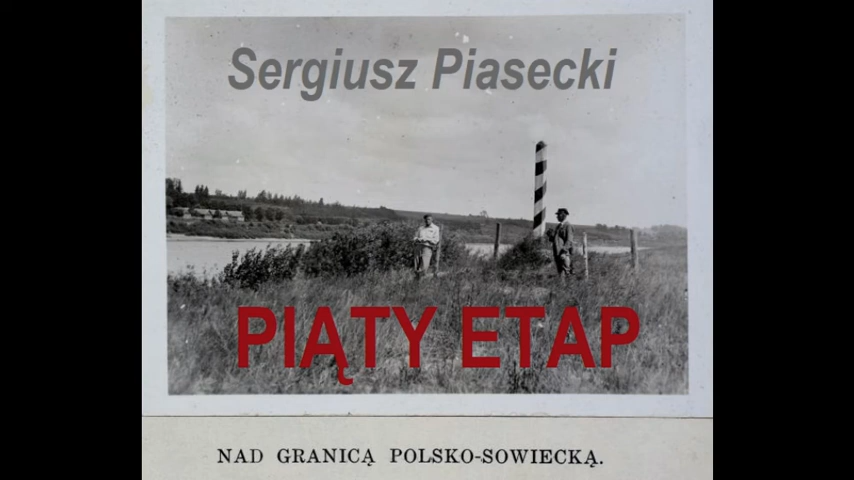 Sergiusz Piasecki
PIĄTY ETAP
NAD GRANICĄ POLSKO-SOWIECKĄ.